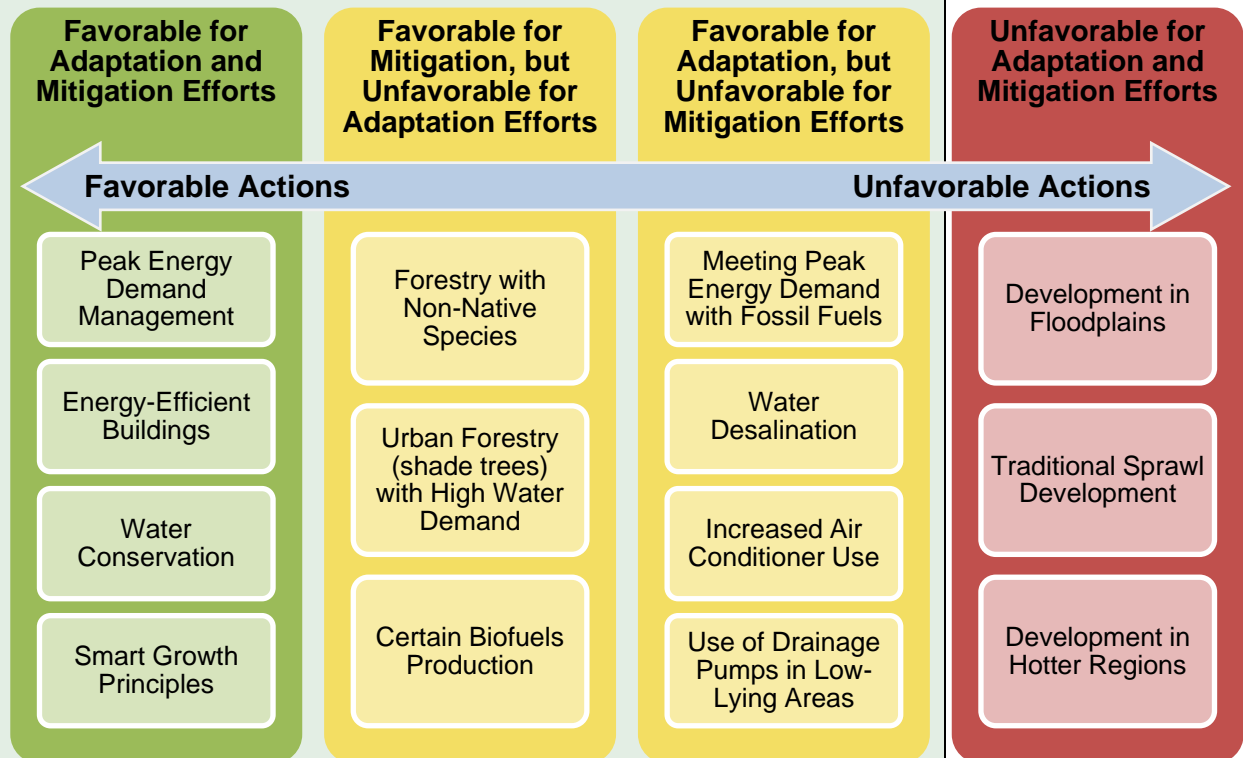 Favorable for
Adaptation and
Mitigation Efforts
Favorable for
Mitigation, but
Unfavorable for
Adaptation Efforts
Favorable for
Adaptation, but
Unfavorable for
Mitigation Efforts
Unfavorable for
Adaptation and
Mitigation Efforts
Favorable Actions
Unfavorable Actions
Peak Energy
Demand
Management
Energy-Efficient
Buildings
Water
Conservation
Smart Growth
Principles
Forestry with
Non-Native
Species
Urban Forestry
(shade trees)
with High Water
Demand
Certain Biofuels
Production
Meeting Peak
Energy Demand
with Fossil Fuels
Water
Desalination
Increased Air
Conditioner Use
Use of Drainage
Pumps in Low-
Lying Areas
Development in
Floodplains
Traditional Sprawl
Development
Development in
Hotter Regions